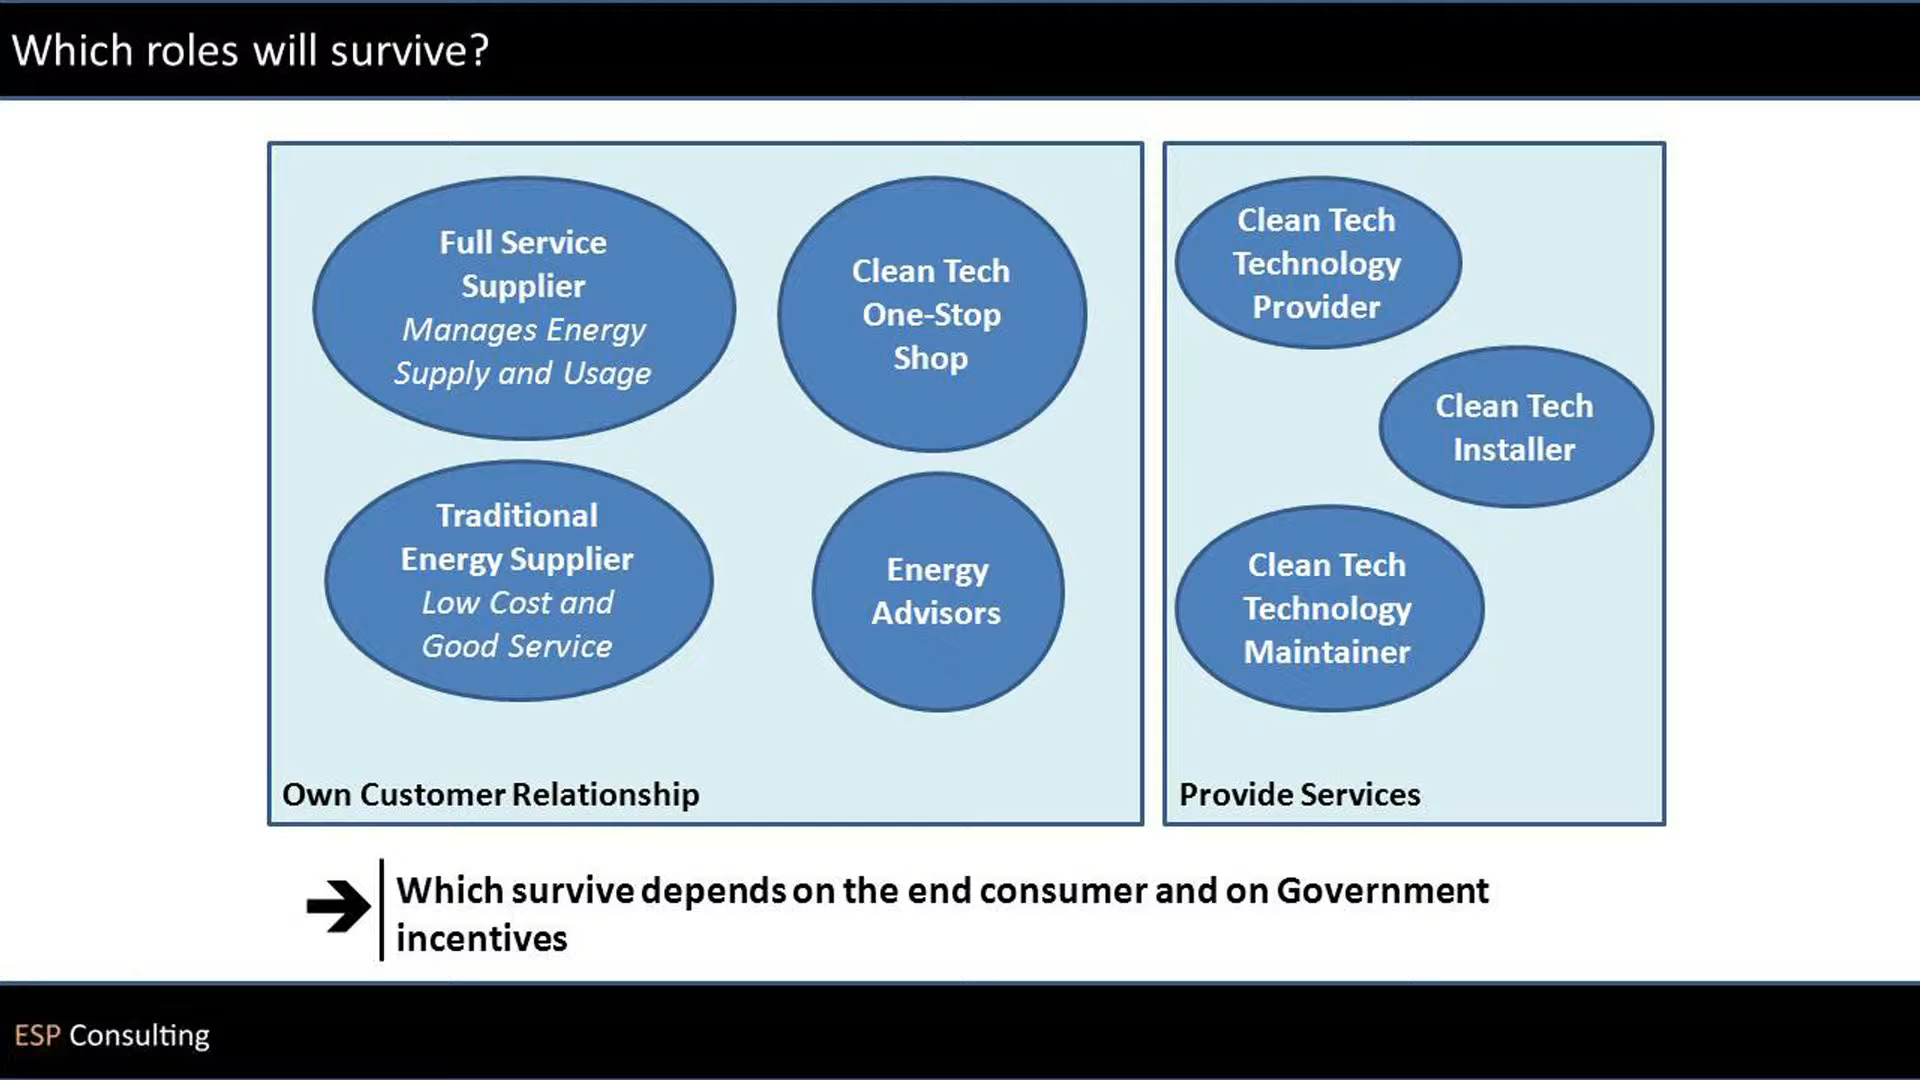 Which roles will survive?
Full Service
Supplier
Manages Energy
Supply and Usage
Clean Tech
One-Stop
Shop
Traditional
Energy Supplier
Low Cost and
Good Service
Energy
Advisors
Own Customer Relationship
Clean Tech
Technology
Provider
Clean Tech
Installer
Clean Tech
Technology
Maintainer
Provide Services
Which survive depends on the end consumer and on Government
incentives
ESP Consulting